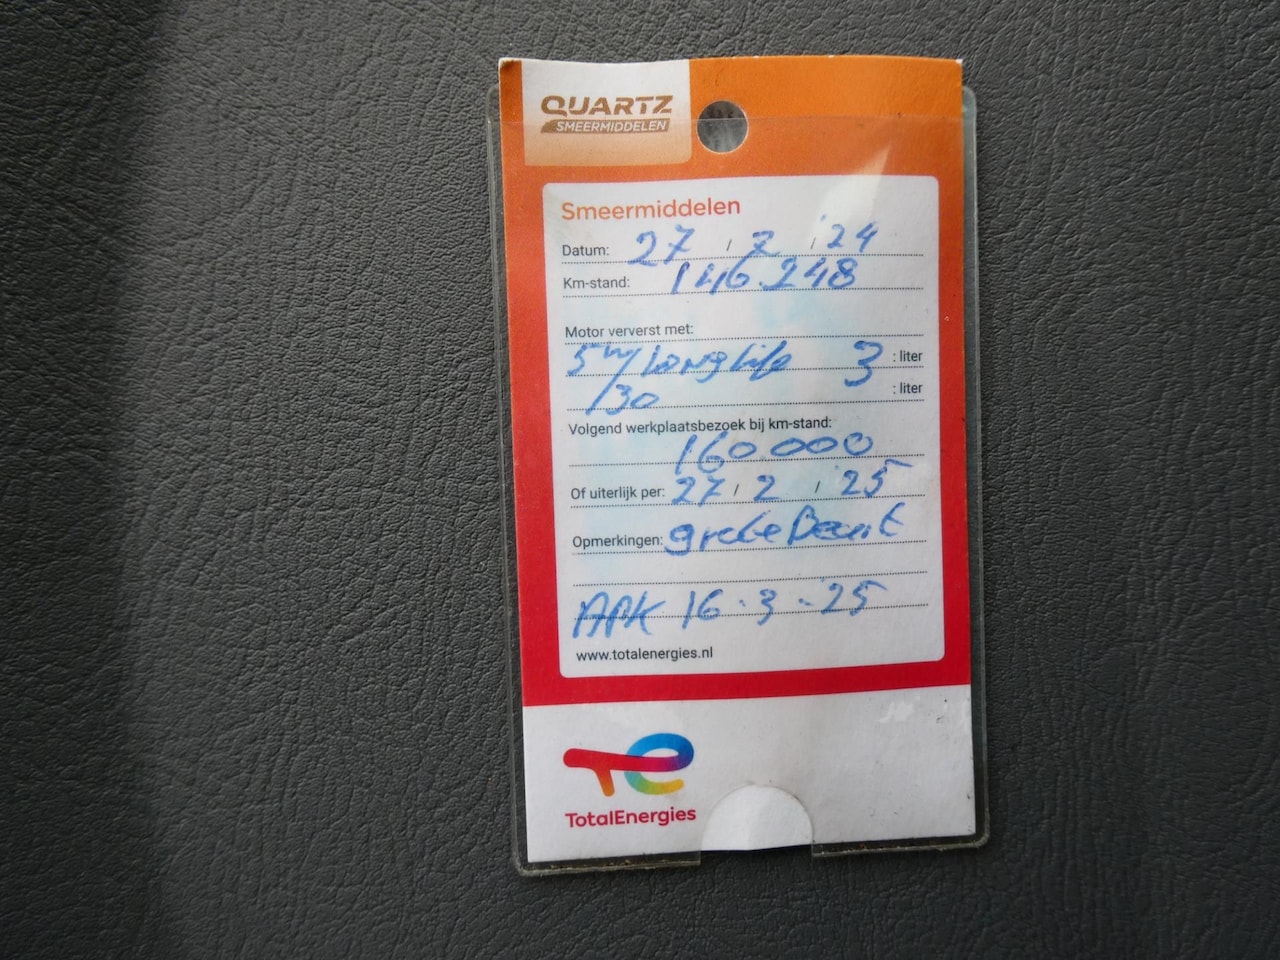 QUARTZ
SMEERMIDDELEN
Smeermiddelen
Datum: 27 / 2 / '24
Km-stand: 146.248
Motor ververst met:
5W/Longlife 3 : liter
/30 : liter
Volgend werkplaatsbezoek bij km-stand:
160.000
Of uiterlijk per: 27 / 2 / '25
Opmerkingen: grote Beurt
APK 16-3-'25
www.totalenergies.nl
TotalEnergies